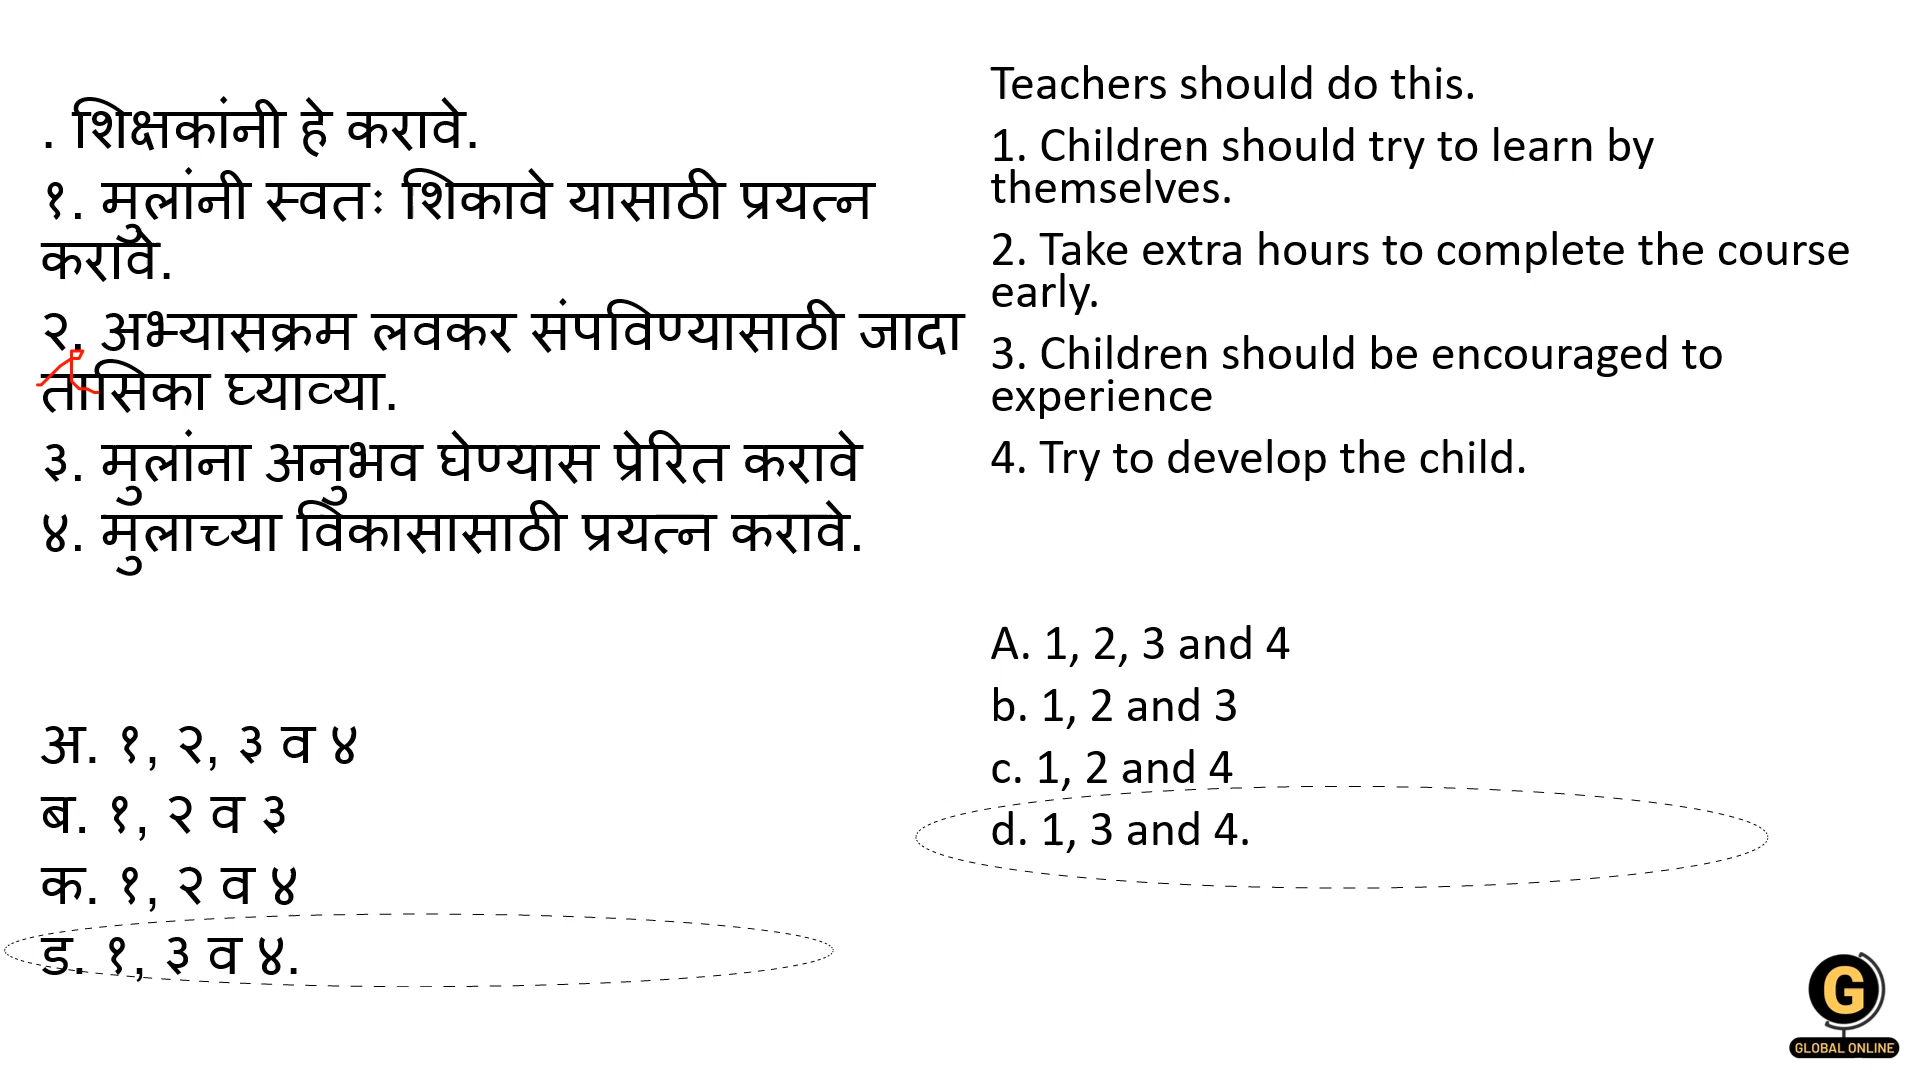 . शिक्षकांनी हे करावे.
१. मुलांनी स्वतः शिकावे यासाठी प्रयत्न
करावे.
२. अभ्यासक्रम लवकर संपविण्यासाठी जादा
तासिका घ्याव्या.
३. मुलांना अनुभव घेण्यास प्रेरित करावे
४. मुलाच्या विकासासाठी प्रयत्न करावे.
अ. १, २, ३ व ४
ब. १, २ व ३
क. १, २ व ४
ड. १, ३ व ४.
Teachers should do this.
1. Children should try to learn by
themselves.
2. Take extra hours to complete the course
early.
3. Children should be encouraged to
experience
4. Try to develop the child.
A. 1, 2, 3 and 4
b. 1, 2 and 3
c. 1, 2 and 4
d. 1, 3 and 4.
G
GLOBAL ONLINE